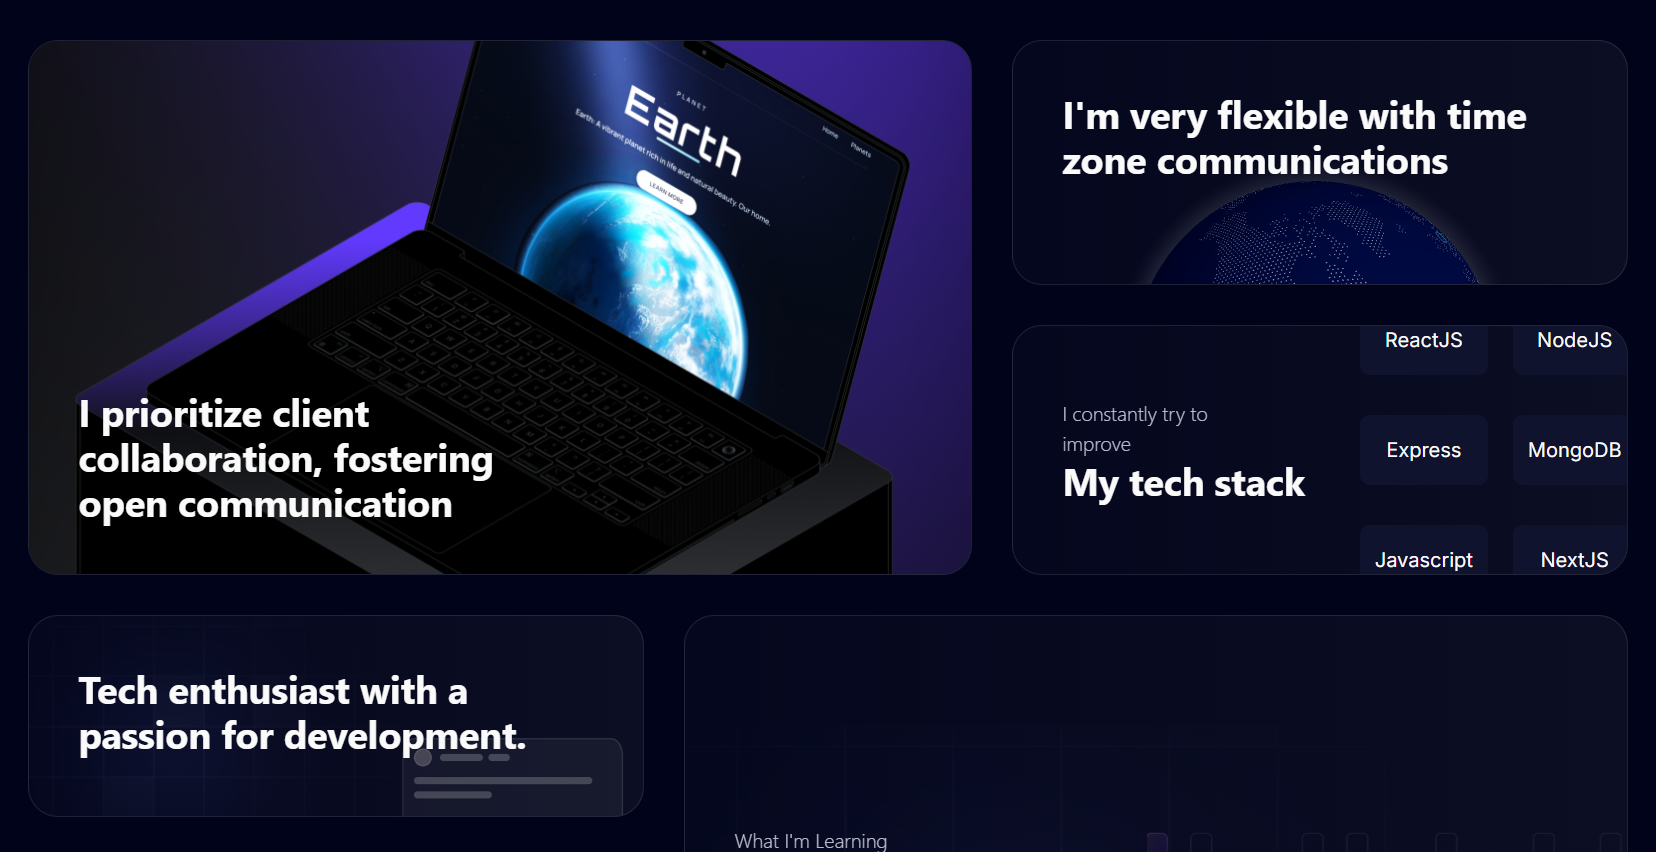 PLANET
Earth
Earth: A vibrant planet rich in life and natural beauty. Our home.
LEARN MORE
Home
Planets
I prioritize client
collaboration, fostering
open communication
I'm very flexible with time
zone communications
I constantly try to
improve
My tech stack
ReactJS
NodeJS
Express
MongoDB
Javascript
NextJS
Tech enthusiast with a
passion for development.
What I'm Learning